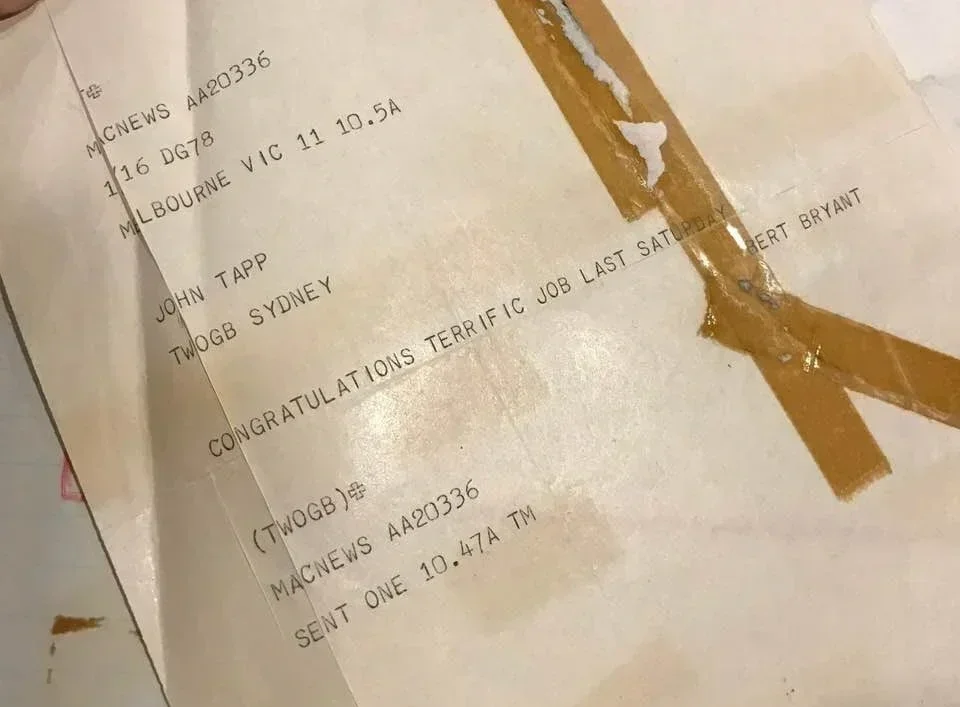 ✠
MACNEWS AA20336
1/16 DG78
MELBOURNE VIC 11 10.5A
JOHN TAPP
TWOGB SYDNEY
CONGRATULATIONS TERRIFIC JOB LAST SATURDAY BERT BRYANT
(TWOGB)✠
MACNEWS AA20336
SENT ONE 10.47A TM